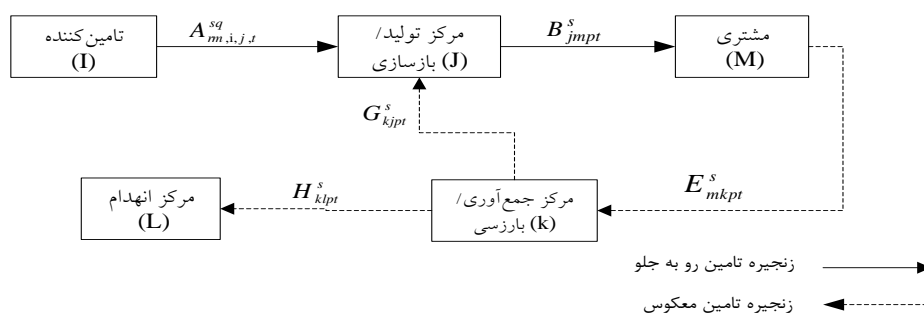 تامین‌کننده
(I)
A^{sq}_{rm,i,j,t}
مرکز تولید/
بازسازی (J)
B^{s}_{jmpt}
مشتری
(M)
G^{s}_{kjpt}
مرکز انهدام
(L)
H^{s}_{klpt}
مرکز جمع‌آوری/
بازرسی (k)
E^{s}_{mkpt}
زنجیره تامین رو به جلو
زنجیره تامین معکوس